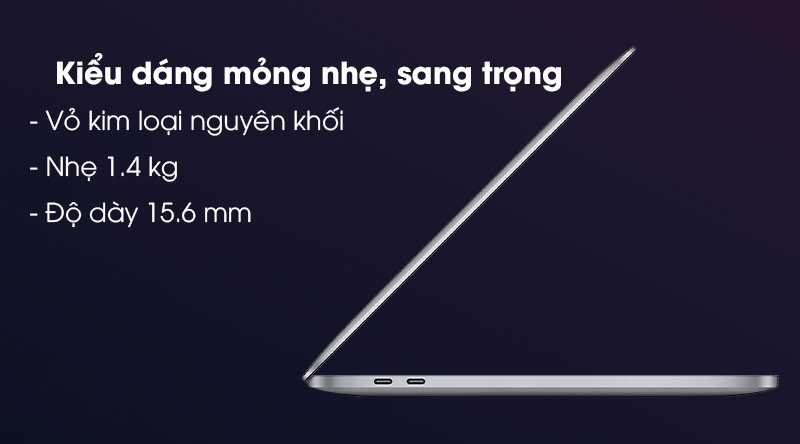 Kiểu dáng mỏng nhẹ, sang trọng
- Vỏ kim loại nguyên khối
- Nhẹ 1.4 kg
- Độ dày 15.6 mm